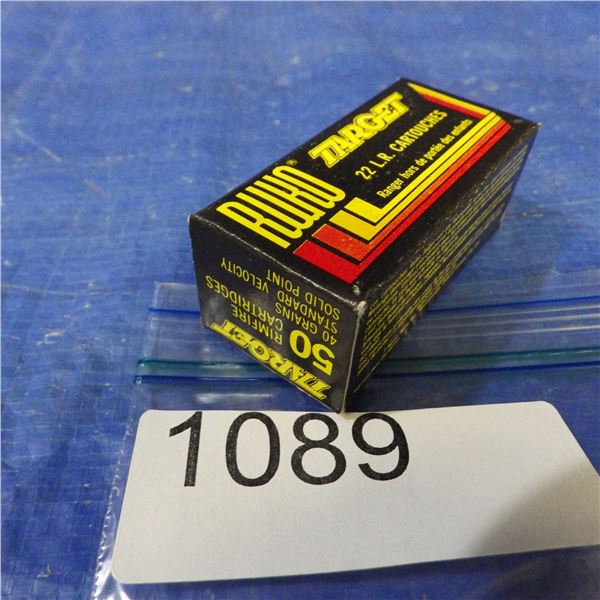 RUKO®
TARGET
22 L.R. CARTOUCHES
Ranger hors de portée des enfants
TARGET
50 RIMFIRE
CARTRIDGES
40 GRAINS
STANDARD VELOCITY
SOLID POINT
1089